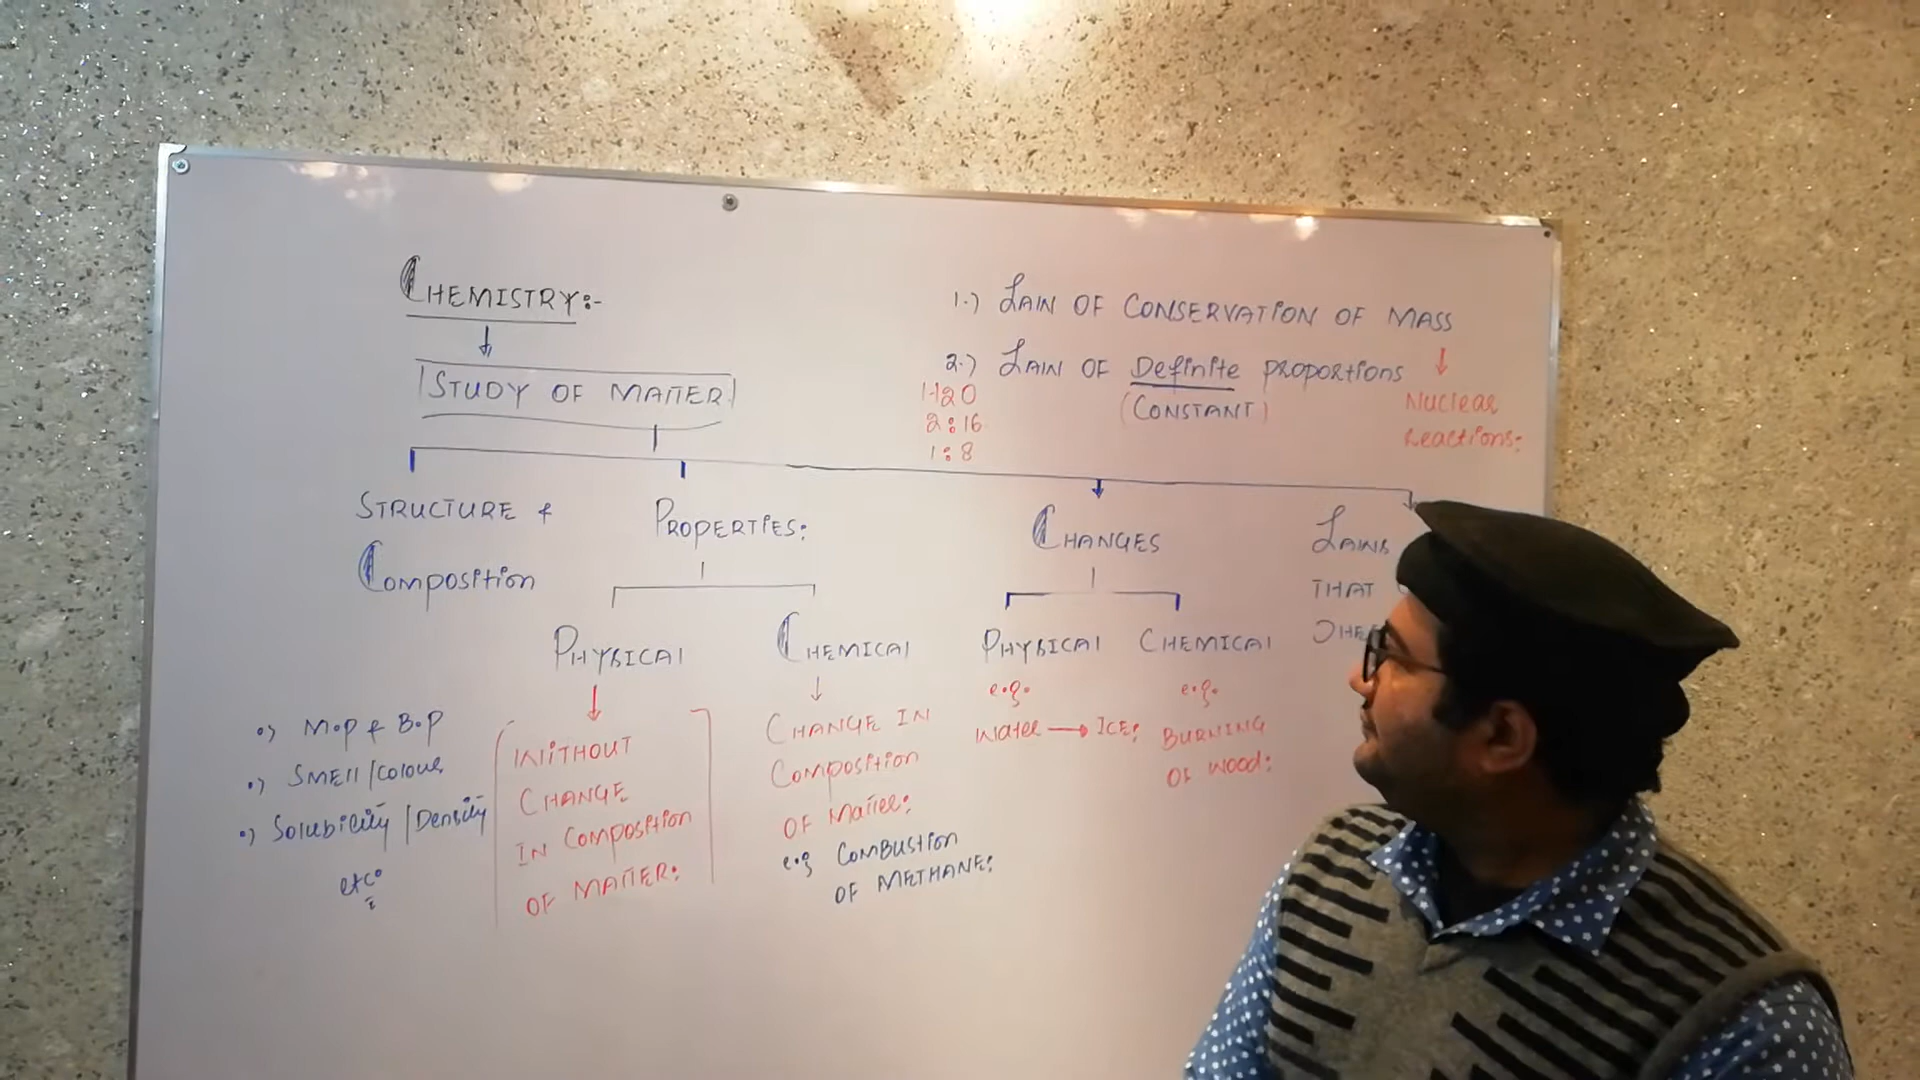 CHEMISTRY:-
STUDY OF MATTER
1.) LAW OF CONSERVATION OF MASS
2.) LAW OF Definite PROPORTIONS
(CONSTANT)
H2O
2:16
1:8
Nuclear
Reactions:
STRUCTURE &
COMPOSITION
PROPERTIES:
CHANGES
LAWS
THAT
PHYSICAL
CHEMICAL
PHYSICAL
CHEMICAL
•) M.P & B.P
•) SMELL/COLOUR
•) Solubility/Density
etc.
WITHOUT
CHANGE
IN COMPOSITION
OF MATTER:
CHANGE IN
COMPOSITION
OF Matter:
e.g COMBUSTION
OF METHANE:
e.g.
Water → ICE:
e.g.
BURNING
OF Wood: